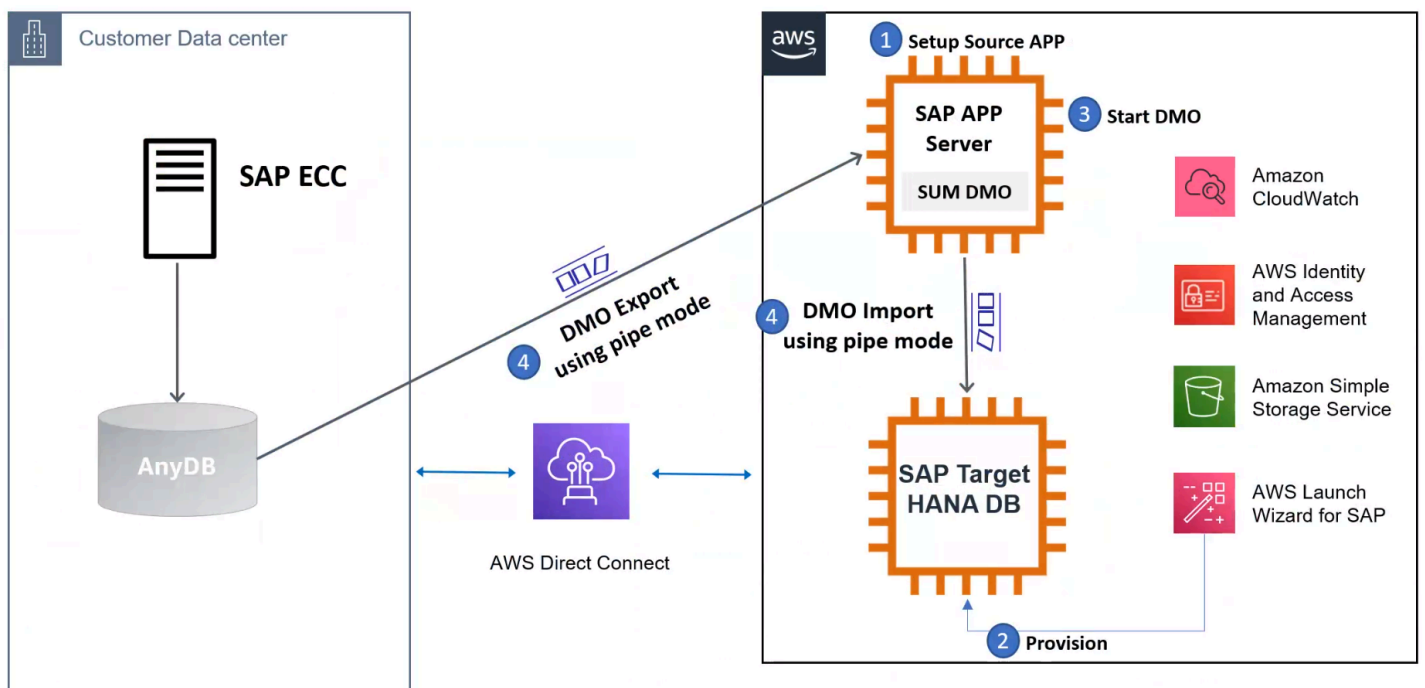 Customer Data center
SAP ECC
AnyDB
4
DMO Export
using pipe mode
AWS Direct Connect
aws
1
Setup Source APP
SAP APP
Server
SUM DMO
3
Start DMO
4
DMO Import
using pipe mode
SAP Target
HANA DB
2
Provision
Amazon
CloudWatch
AWS Identity
and Access
Management
Amazon Simple
Storage Service
AWS Launch
Wizard for SAP